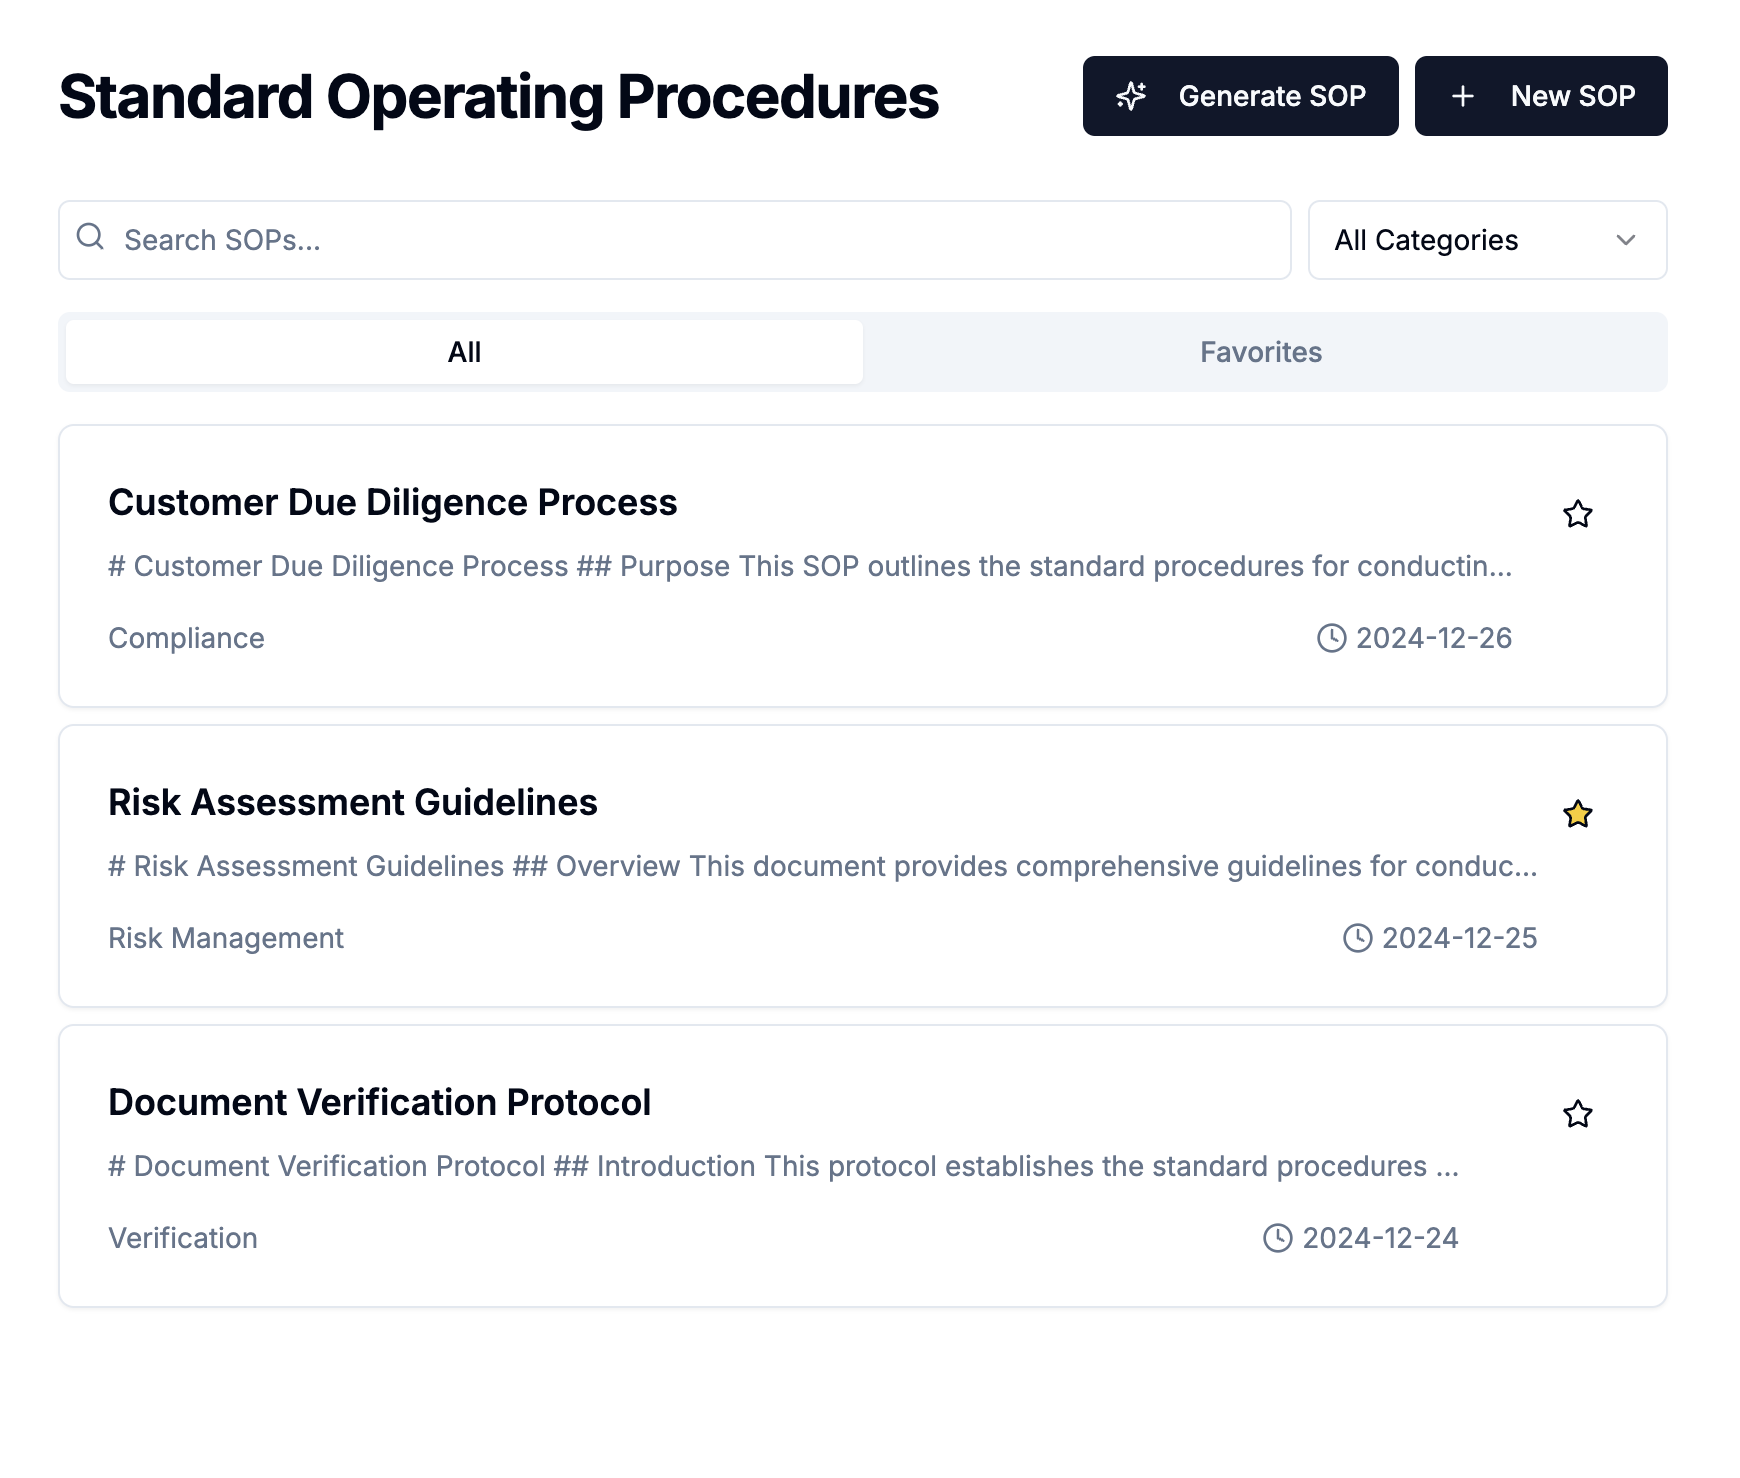 Standard Operating Procedures
Generate SOP
New SOP
Search SOPs...
All Categories
All
Favorites
Customer Due Diligence Process
# Customer Due Diligence Process ## Purpose This SOP outlines the standard procedures for conductin...
Compliance
2024-12-26
Risk Assessment Guidelines
# Risk Assessment Guidelines ## Overview This document provides comprehensive guidelines for conduc...
Risk Management
2024-12-25
Document Verification Protocol
# Document Verification Protocol ## Introduction This protocol establishes the standard procedures ...
Verification
2024-12-24